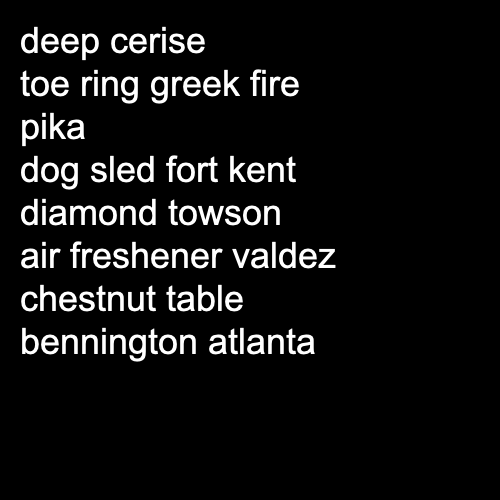 deep cerise
toe ring greek fire
pika
dog sled fort kent
diamond towson
air freshener valdez
chestnut table
bennington atlanta